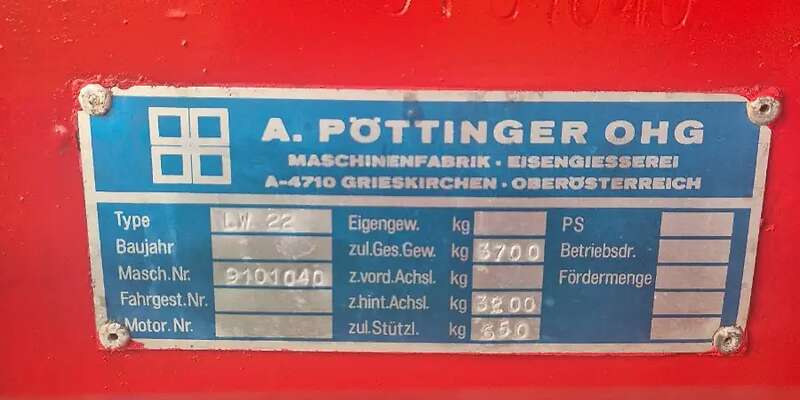 9101040
A. PÖTTINGER OHG
MASCHINENFABRIK · EISENGIESSEREI
A-4710 GRIESKIRCHEN · OBERÖSTERREICH
Type LW 22 Eigengew. kg PS
Baujahr zul.Ges.Gew. kg 3700 Betriebsdr.
Masch.Nr. 9101040 z.vord.Achsl. kg Fördermenge
Fahrgest.Nr. z.hint.Achsl. kg 3200
Motor.Nr. zul.Stützl. kg 350